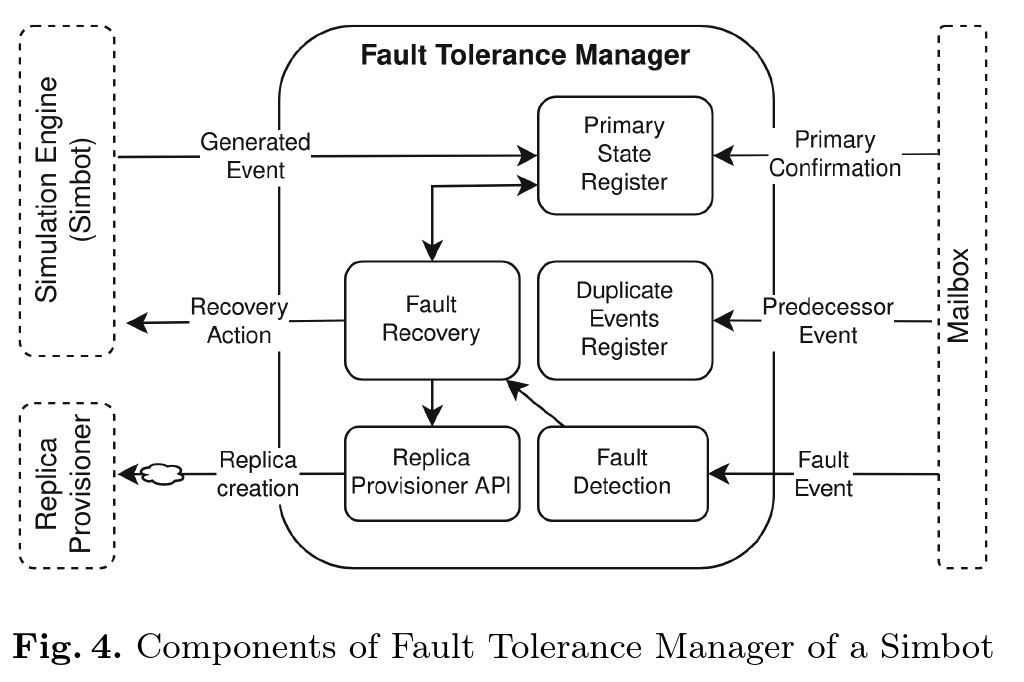 Fault Tolerance Manager
Simulation Engine
(Simbot)
Generated
Event
Primary
State
Register
Primary
Confirmation
Recovery
Action
Fault
Recovery
Duplicate
Events
Register
Predecessor
Event
Mailbox
Replica
Provisioner
Replica
creation
Replica
Provisioner API
Fault
Detection
Fault
Event
Fig. 4. Components of Fault Tolerance Manager of a Simbot